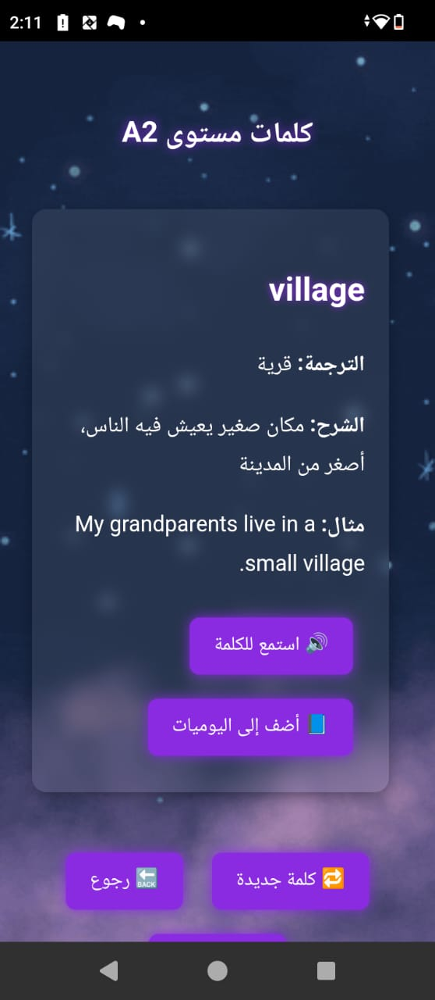 2:11
كلمات مستوى A2
village
الترجمة: قرية
الشرح: مكان صغير يعيش فيه الناس،
أصغر من المدينة
مثال: My grandparents live in a
small village.
استمع للكلمة
أضف إلى اليوميات
كلمة جديدة
BACK رجوع